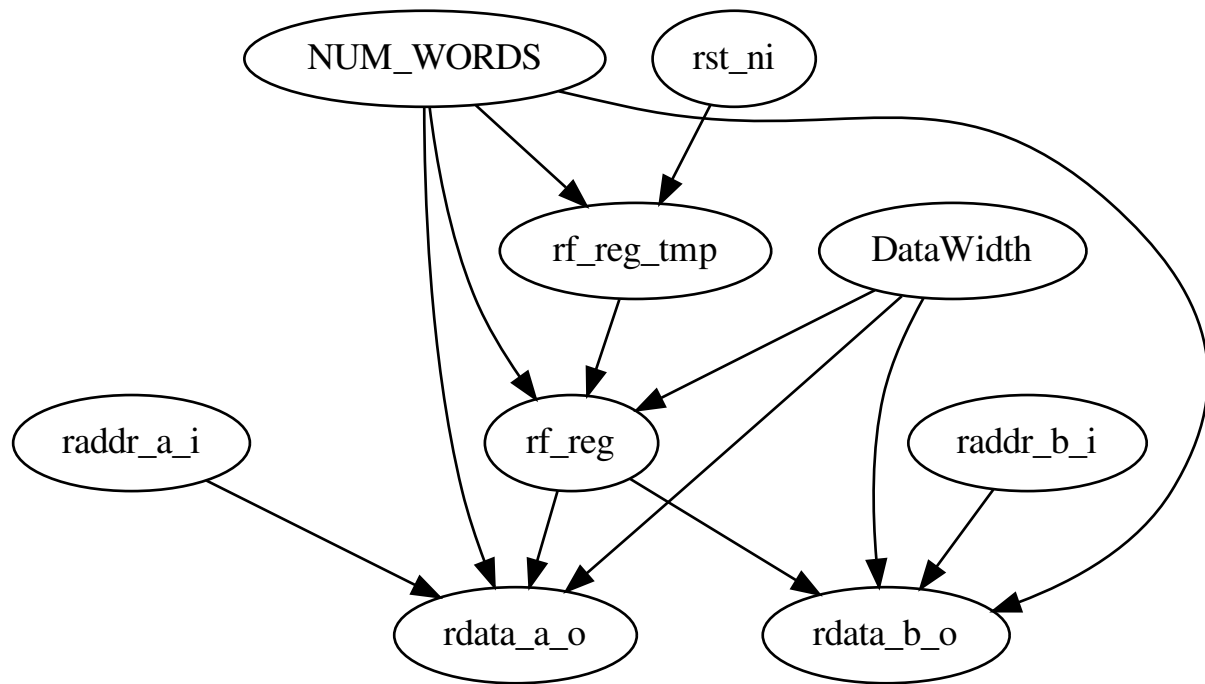 NUM_WORDS
rst_ni
rf_reg_tmp
DataWidth
raddr_a_i
rf_reg
raddr_b_i
rdata_a_o
rdata_b_o